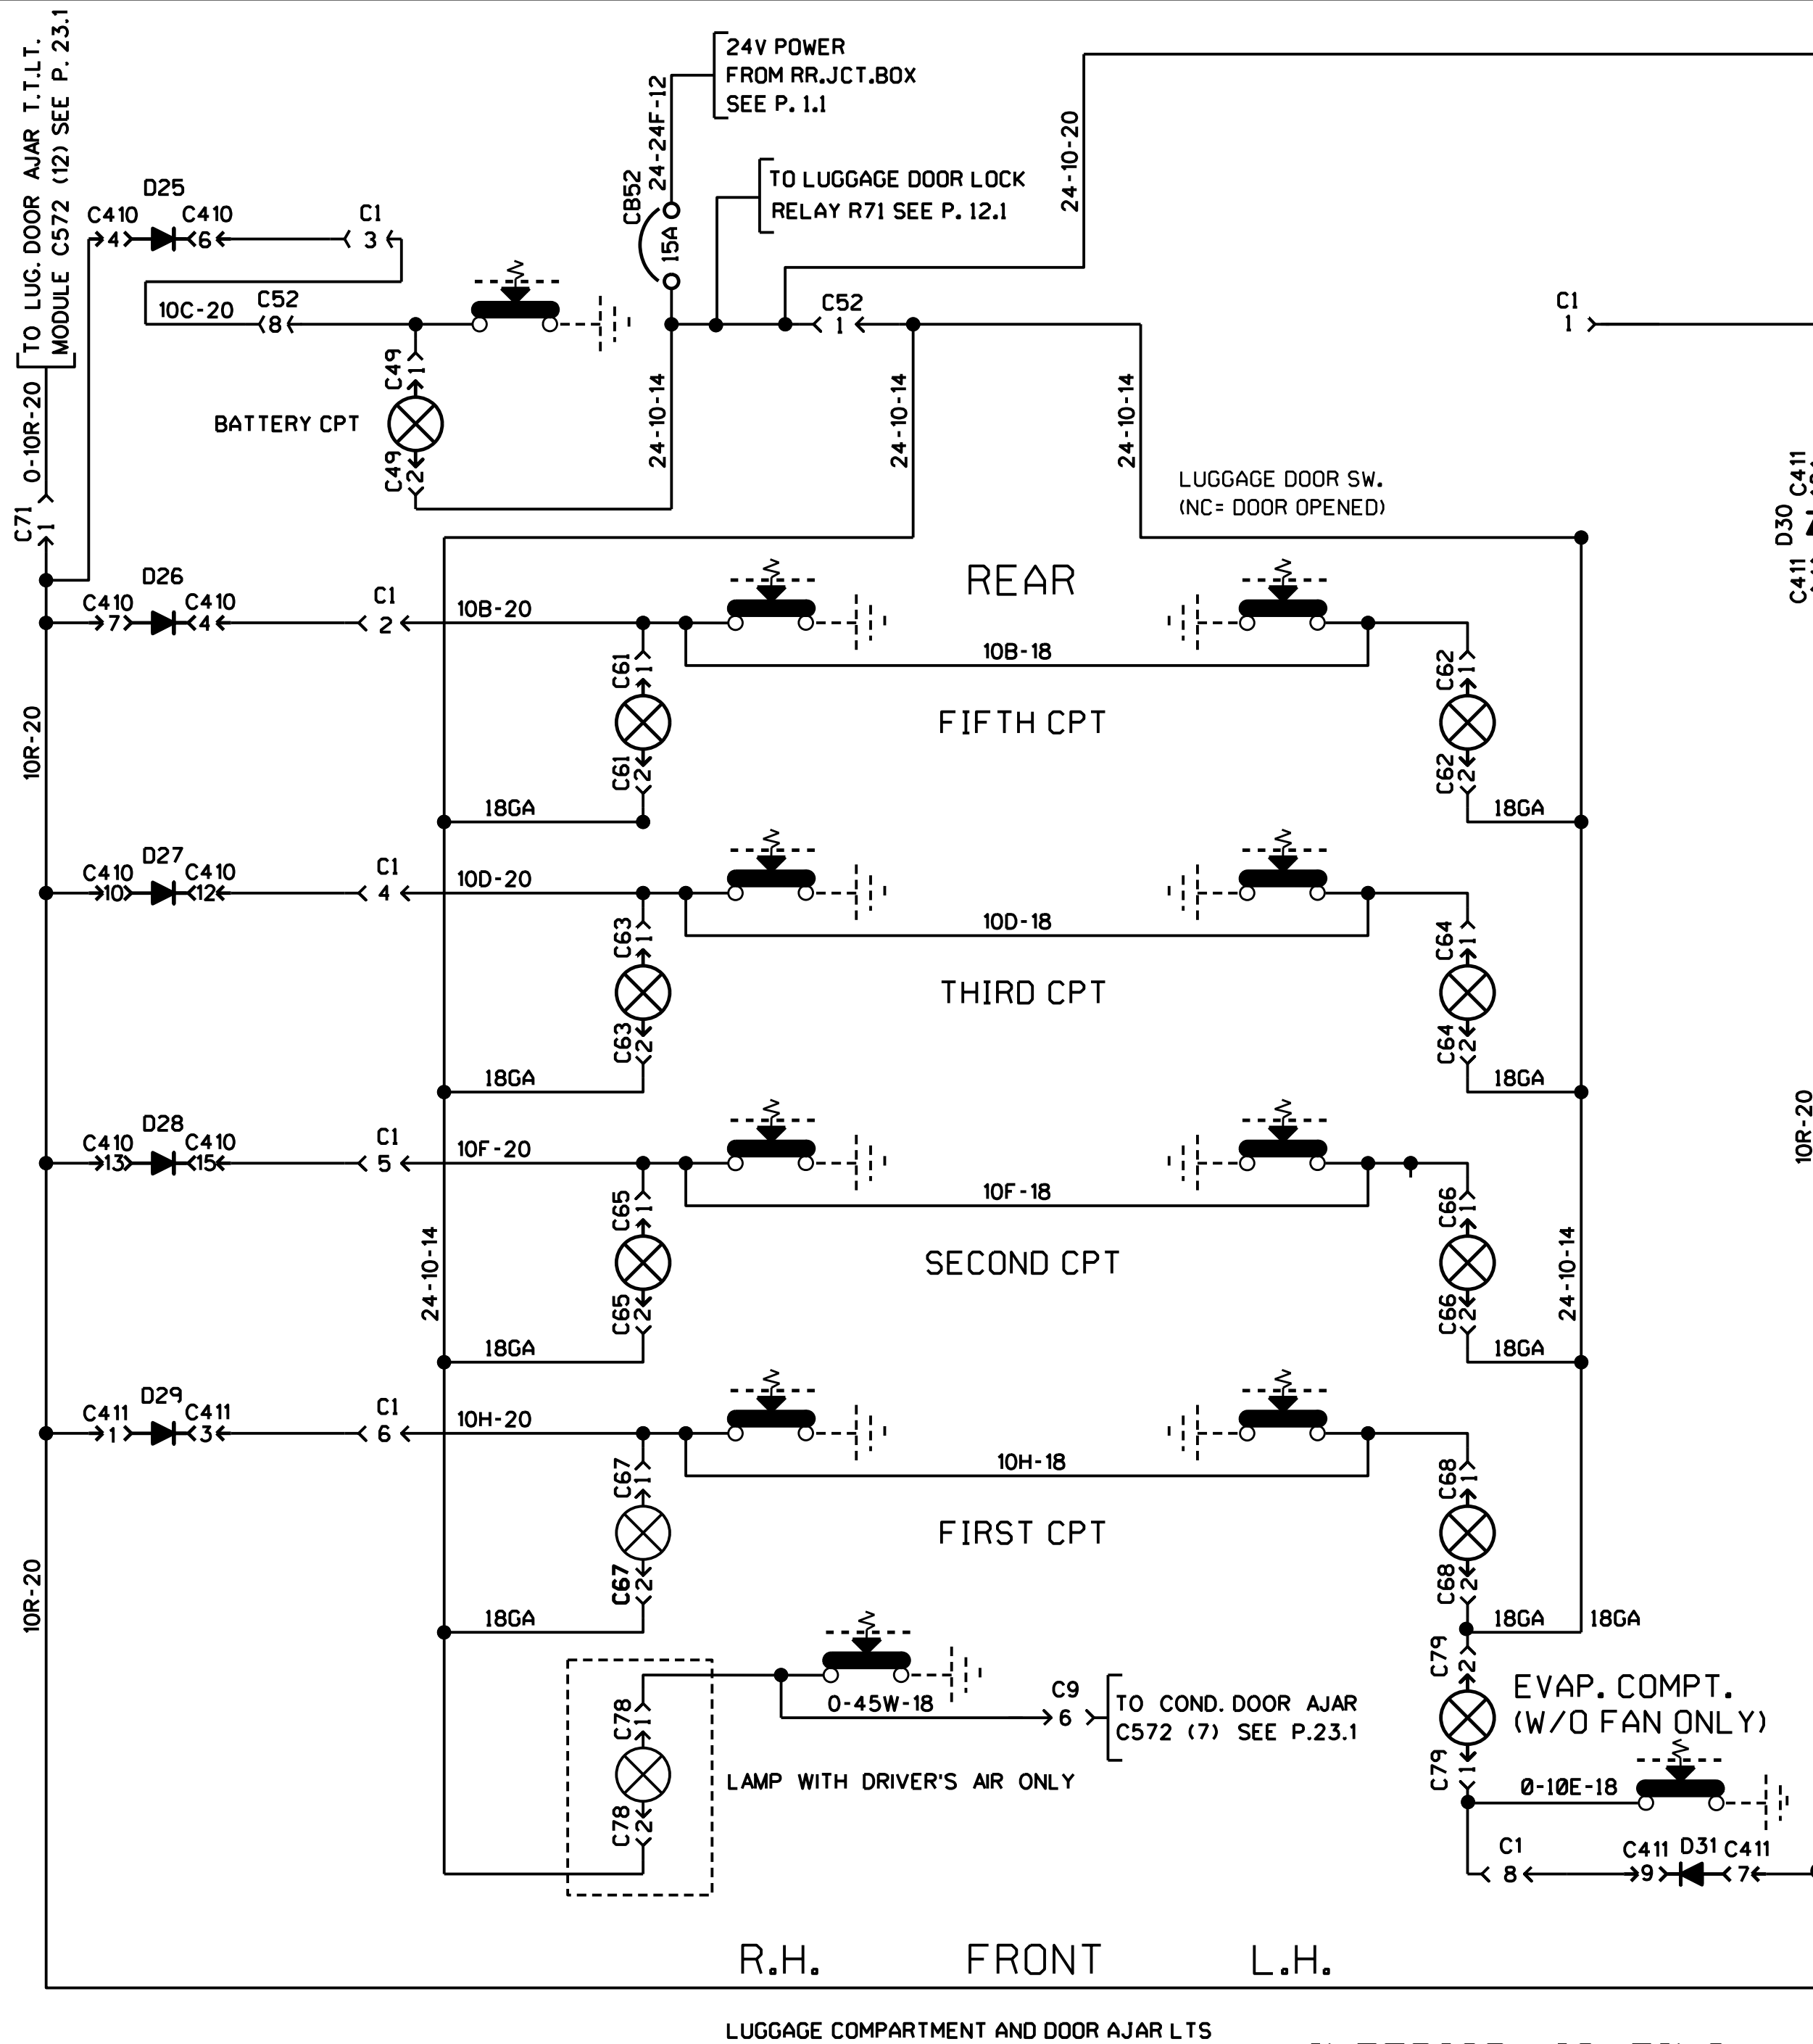 TO LUG. DOOR AJAR T.T.LT.
MODULE C572 (12) SEE P. 23.1
24V POWER
FROM RR.JCT.BOX
SEE P. 1.1
24-24F-12
CB52
15A
TO LUGGAGE DOOR LOCK
RELAY R71 SEE P. 12.1
24-10-20
D25
C410 C410 C1
4 6 3
10C-20 C52
8
C52
1
C1
1
0-10R-20
C71
1
C49
1
BATTERY CPT
C49
2
24-10-14
24-10-14
24-10-14
LUGGAGE DOOR SW.
(NC= DOOR OPENED)
C411
D30
C411
REAR
D26
C410 C410 C1
7 4 2
10B-20
10B-18
C61
1
C62
1
FIFTH CPT
C61
2
C62
2
18GA
18GA
10R-20
D27
C410 C410 C1
10 12 4
10D-20
10D-18
C63
1
C64
1
THIRD CPT
C63
2
C64
2
18GA
18GA
D28
C410 C410 C1
13 15 5
10F-20
10F-18
10R-20
C65
1
C66
1
SECOND CPT
24-10-14
24-10-14
C65
2
C66
2
18GA
18GA
D29
C411 C411 C1
1 3 6
10H-20
10H-18
C67
1
C68
1
FIRST CPT
C67
2
C68
2
10R-20
18GA
18GA 18GA
0-45W-18
C9
6
TO COND. DOOR AJAR
C572 (7) SEE P.23.1
C78
1
LAMP WITH DRIVER'S AIR ONLY
C78
2
C79
2
EVAP. COMPT.
(W/O FAN ONLY)
C79
1
0-10E-18
C1 C411 D31 C411
8 9 7
R.H. FRONT L.H.
LUGGAGE COMPARTMENT AND DOOR AJAR LTS